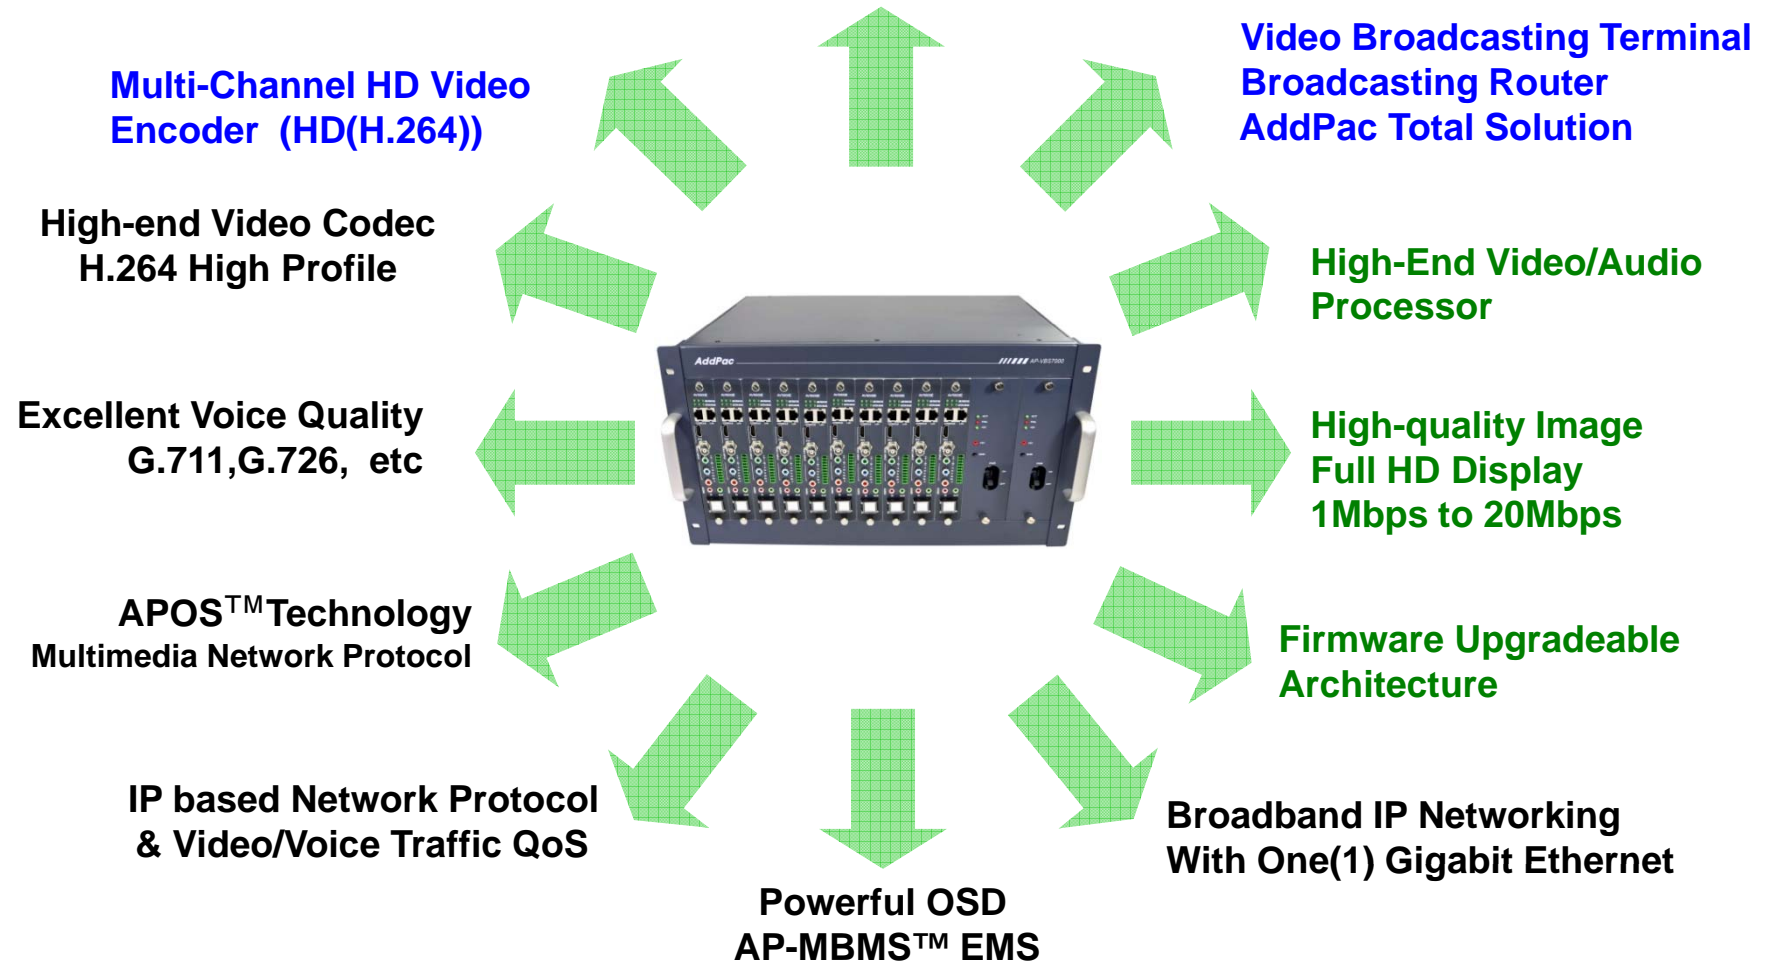 Video Broadcasting Terminal
Broadcasting Router
AddPac Total Solution
Multi-Channel HD Video
Encoder (HD(H.264))
High-end Video Codec
H.264 High Profile
High-End Video/Audio
Processor
AddPac
AP-VBS7000
Excellent Voice Quality
G.711,G.726, etc
High-quality Image
Full HD Display
1Mbps to 20Mbps
APOS™Technology
Multimedia Network Protocol
Firmware Upgradeable
Architecture
IP based Network Protocol
& Video/Voice Traffic QoS
Broadband IP Networking
With One(1) Gigabit Ethernet
Powerful OSD
AP-MBMS™ EMS